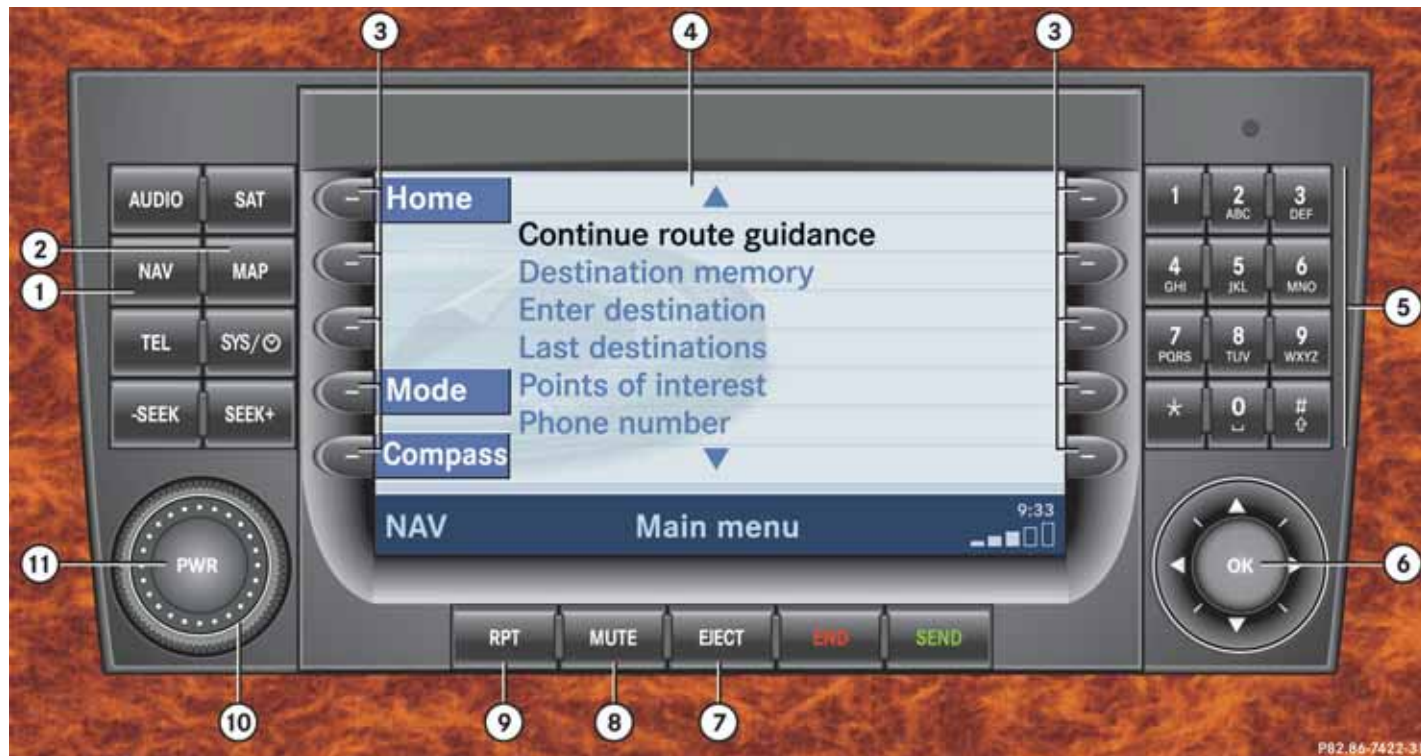 3 4 3
AUDIO SAT
NAV MAP
TEL SYS/
-SEEK SEEK+
2
1
Home
Continue route guidance
Destination memory
Enter destination
Last destinations
Mode Points of interest
Phone number
Compass
NAV Main menu 9:33
1 2 ABC 3 DEF
4 GHI 5 JKL 6 MNO
7 PQRS 8 TUV 9 WXYZ
* 0 #
5
11 PWR
OK 6
RPT MUTE EJECT END SEND
10 9 8 7
P82.86-7422-31